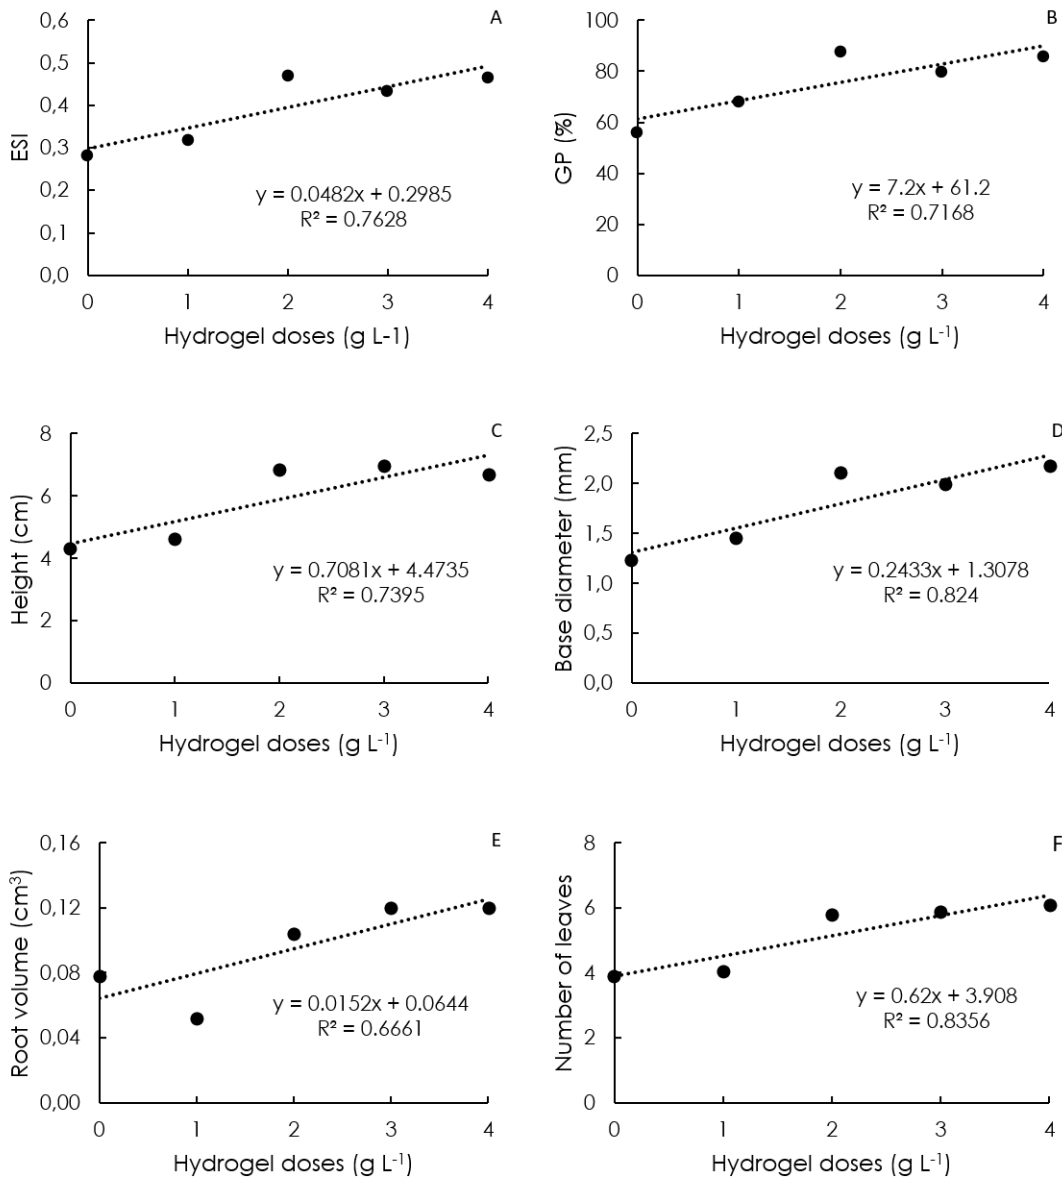 A
0,6
0,5
0,4
0,3
0,2
0,1
0,0
ESI
y = 0.0482x + 0.2985
R² = 0.7628
0 1 2 3 4
Hydrogel doses (g L-1)
B
100
80
60
40
20
0
GP (%)
y = 7.2x + 61.2
R² = 0.7168
0 1 2 3 4
Hydrogel doses (g L⁻¹)
C
8
6
4
2
0
Height (cm)
y = 0.7081x + 4.4735
R² = 0.7395
0 1 2 3 4
Hydrogel doses (g L⁻¹)
D
2,5
2,0
1,5
1,0
0,5
0,0
Base diameter (mm)
y = 0.2433x + 1.3078
R² = 0.824
0 1 2 3 4
Hydrogel doses (g L⁻¹)
E
0,16
0,12
0,08
0,04
0,00
Root volume (cm³)
y = 0.0152x + 0.0644
R² = 0.6661
0 1 2 3 4
Hydrogel doses (g L⁻¹)
F
8
6
4
2
0
Number of leaves
y = 0.62x + 3.908
R² = 0.8356
0 1 2 3 4
Hydrogel doses (g L⁻¹)